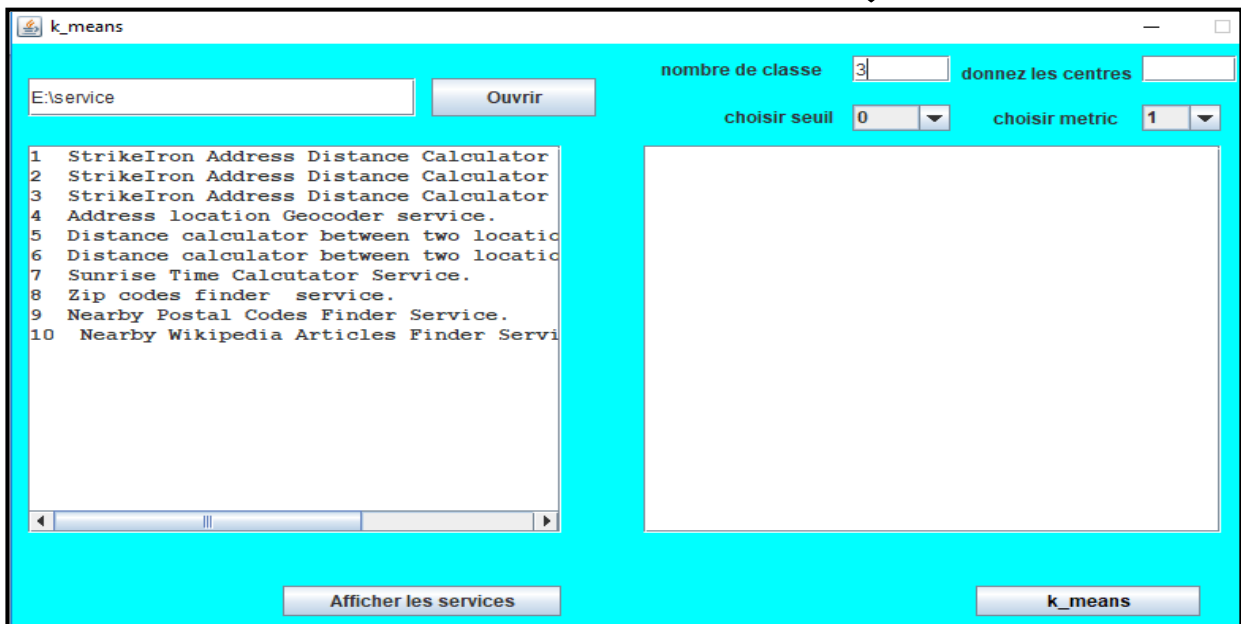 k_means
nombre de classe 3 donnez les centres
E:\service Ouvrir
choisir seuil 0 choisir metric 1
1 StrikeIron Address Distance Calculator
2 StrikeIron Address Distance Calculator
3 StrikeIron Address Distance Calculator
4 Address location Geocoder service.
5 Distance calculator between two locatic
6 Distance calculator between two locatic
7 Sunrise Time Calcutator Service.
8 Zip codes finder service.
9 Nearby Postal Codes Finder Service.
10 Nearby Wikipedia Articles Finder Servi
Afficher les services
k_means